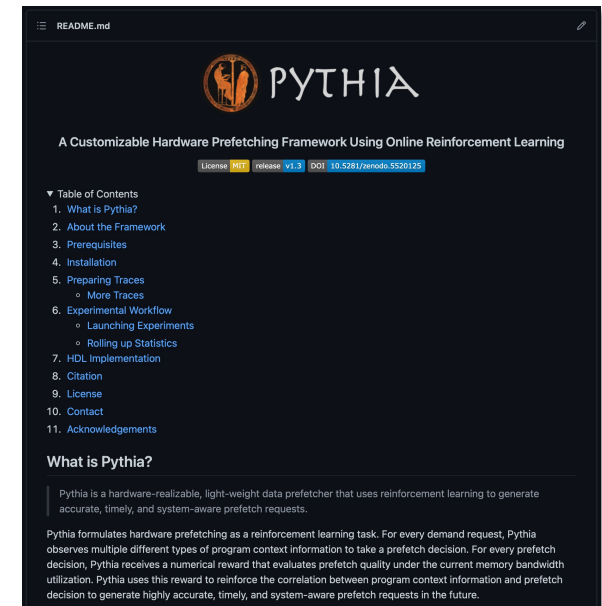 README.md
PYTHIA
A Customizable Hardware Prefetching Framework Using Online Reinforcement Learning
License MIT release v1.3 DOI 10.5281/zenodo.5520125
▼ Table of Contents
1. What is Pythia?
2. About the Framework
3. Prerequisites
4. Installation
5. Preparing Traces
○ More Traces
6. Experimental Workflow
○ Launching Experiments
○ Rolling up Statistics
7. HDL Implementation
8. Citation
9. License
10. Contact
11. Acknowledgements
What is Pythia?
Pythia is a hardware-realizable, light-weight data prefetcher that uses reinforcement learning to generate
accurate, timely, and system-aware prefetch requests.
Pythia formulates hardware prefetching as a reinforcement learning task. For every demand request, Pythia
observes multiple different types of program context information to take a prefetch decision. For every prefetch
decision, Pythia receives a numerical reward that evaluates prefetch quality under the current memory bandwidth
utilization. Pythia uses this reward to reinforce the correlation between program context information and prefetch
decision to generate highly accurate, timely, and system-aware prefetch requests in the future.